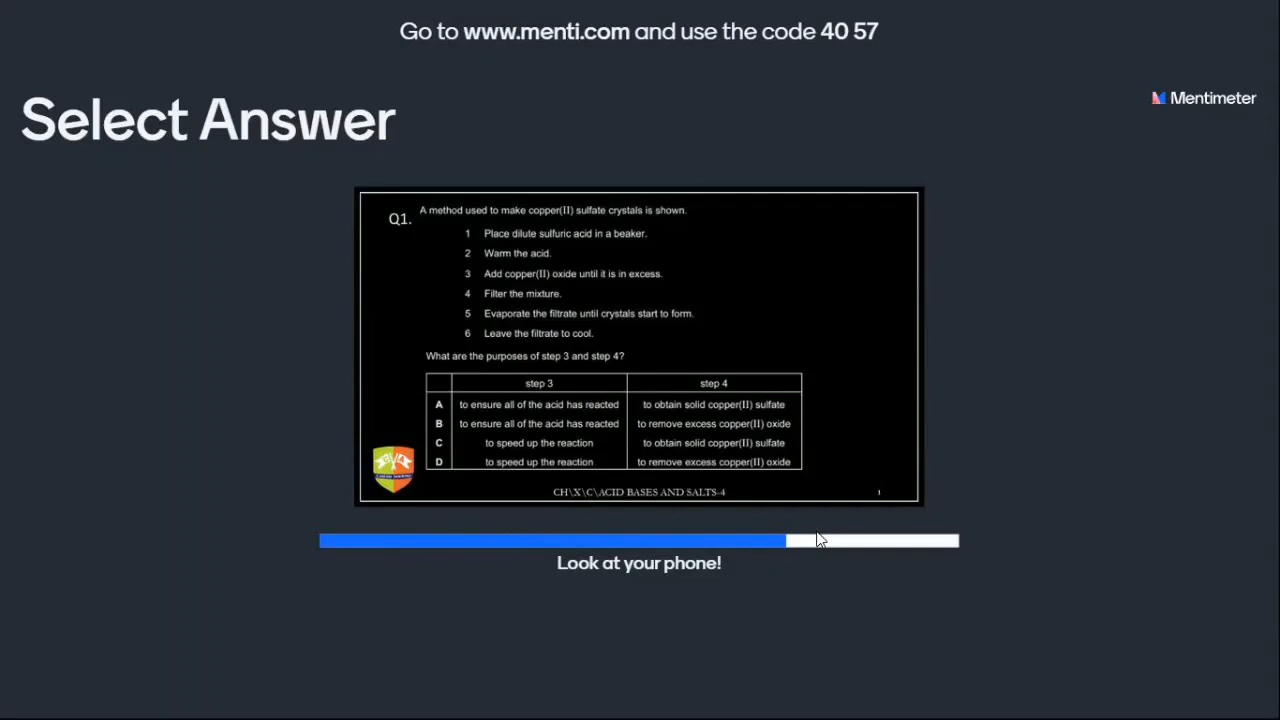 Go to www.menti.com and use the code 40 57
Mentimeter
Select Answer
Q1. A method used to make copper(II) sulfate crystals is shown.
1 Place dilute sulfuric acid in a beaker.
2 Warm the acid.
3 Add copper(II) oxide until it is in excess.
4 Filter the mixture.
5 Evaporate the filtrate until crystals start to form.
6 Leave the filtrate to cool.
What are the purposes of step 3 and step 4?
step 3 step 4
A to ensure all of the acid has reacted to obtain solid copper(II) sulfate
B to ensure all of the acid has reacted to remove excess copper(II) oxide
C to speed up the reaction to obtain solid copper(II) sulfate
D to speed up the reaction to remove excess copper(II) oxide
CH\X\C\ACID BASES AND SALTS-4 1
Look at your phone!